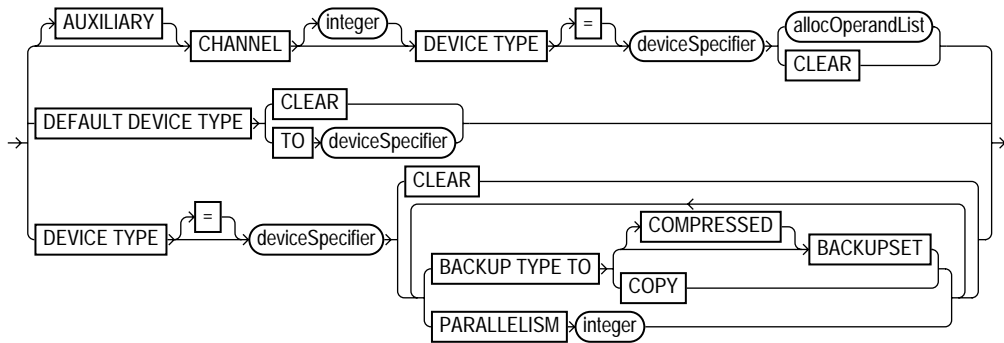 AUXILIARY CHANNEL integer DEVICE TYPE = deviceSpecifier allocOperandList
CLEAR
DEFAULT DEVICE TYPE CLEAR
TO deviceSpecifier
DEVICE TYPE = deviceSpecifier CLEAR
BACKUP TYPE TO COMPRESSED BACKUPSET
COPY
PARALLELISM integer